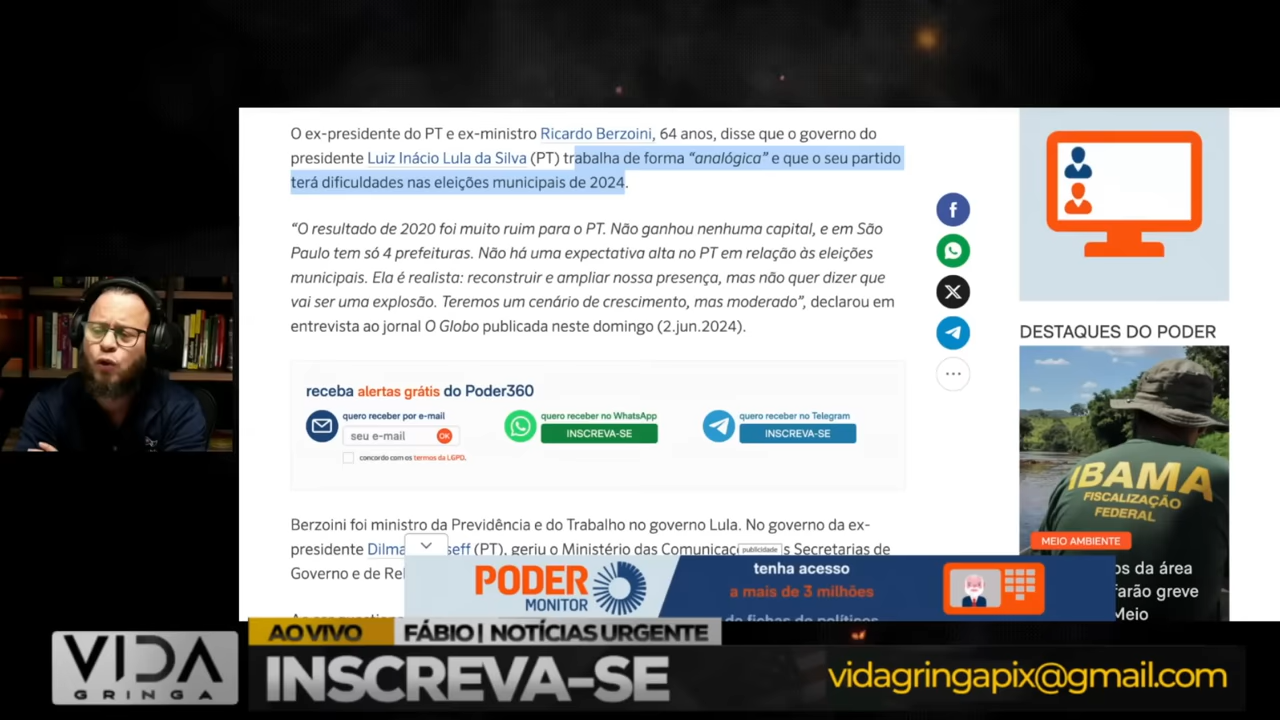 O ex-presidente do PT e ex-ministro Ricardo Berzoini, 64 anos, disse que o governo do
presidente Luiz Inácio Lula da Silva (PT) trabalha de forma “analógica” e que o seu partido
terá dificuldades nas eleições municipais de 2024.
“O resultado de 2020 foi muito ruim para o PT. Não ganhou nenhuma capital, e em São
Paulo tem só 4 prefeituras. Não há uma expectativa alta no PT em relação às eleições
municipais. Ela é realista: reconstruir e ampliar nossa presença, mas não quer dizer que
vai ser uma explosão. Teremos um cenário de crescimento, mas moderado”, declarou em
entrevista ao jornal O Globo publicada neste domingo (2.jun.2024).
receba alertas grátis do Poder360
quero receber por e-mail
seu e-mail OK
concordo com os termos da LGPD.
quero receber no WhatsApp
INSCREVA-SE
quero receber no Telegram
INSCREVA-SE
Berzoini foi ministro da Previdência e do Trabalho no governo Lula. No governo da ex-
presidente Dilma (PT), geriu o Ministério das publicidade Secretarias de
Governo e de
DESTAQUES DO PODER
IBAMA
FISCALIZAÇÃO
FEDERAL
MEIO AMBIENTE
da área
farão greve
Meio
PODER
MONITOR
tenha acesso
a mais de 3 milhões
de fichas de políticos
AO VIVO FÁBIO | NOTÍCIAS URGENTE
VIDA
GRINGA
INSCREVA-SE
vidagringapix@gmail.com